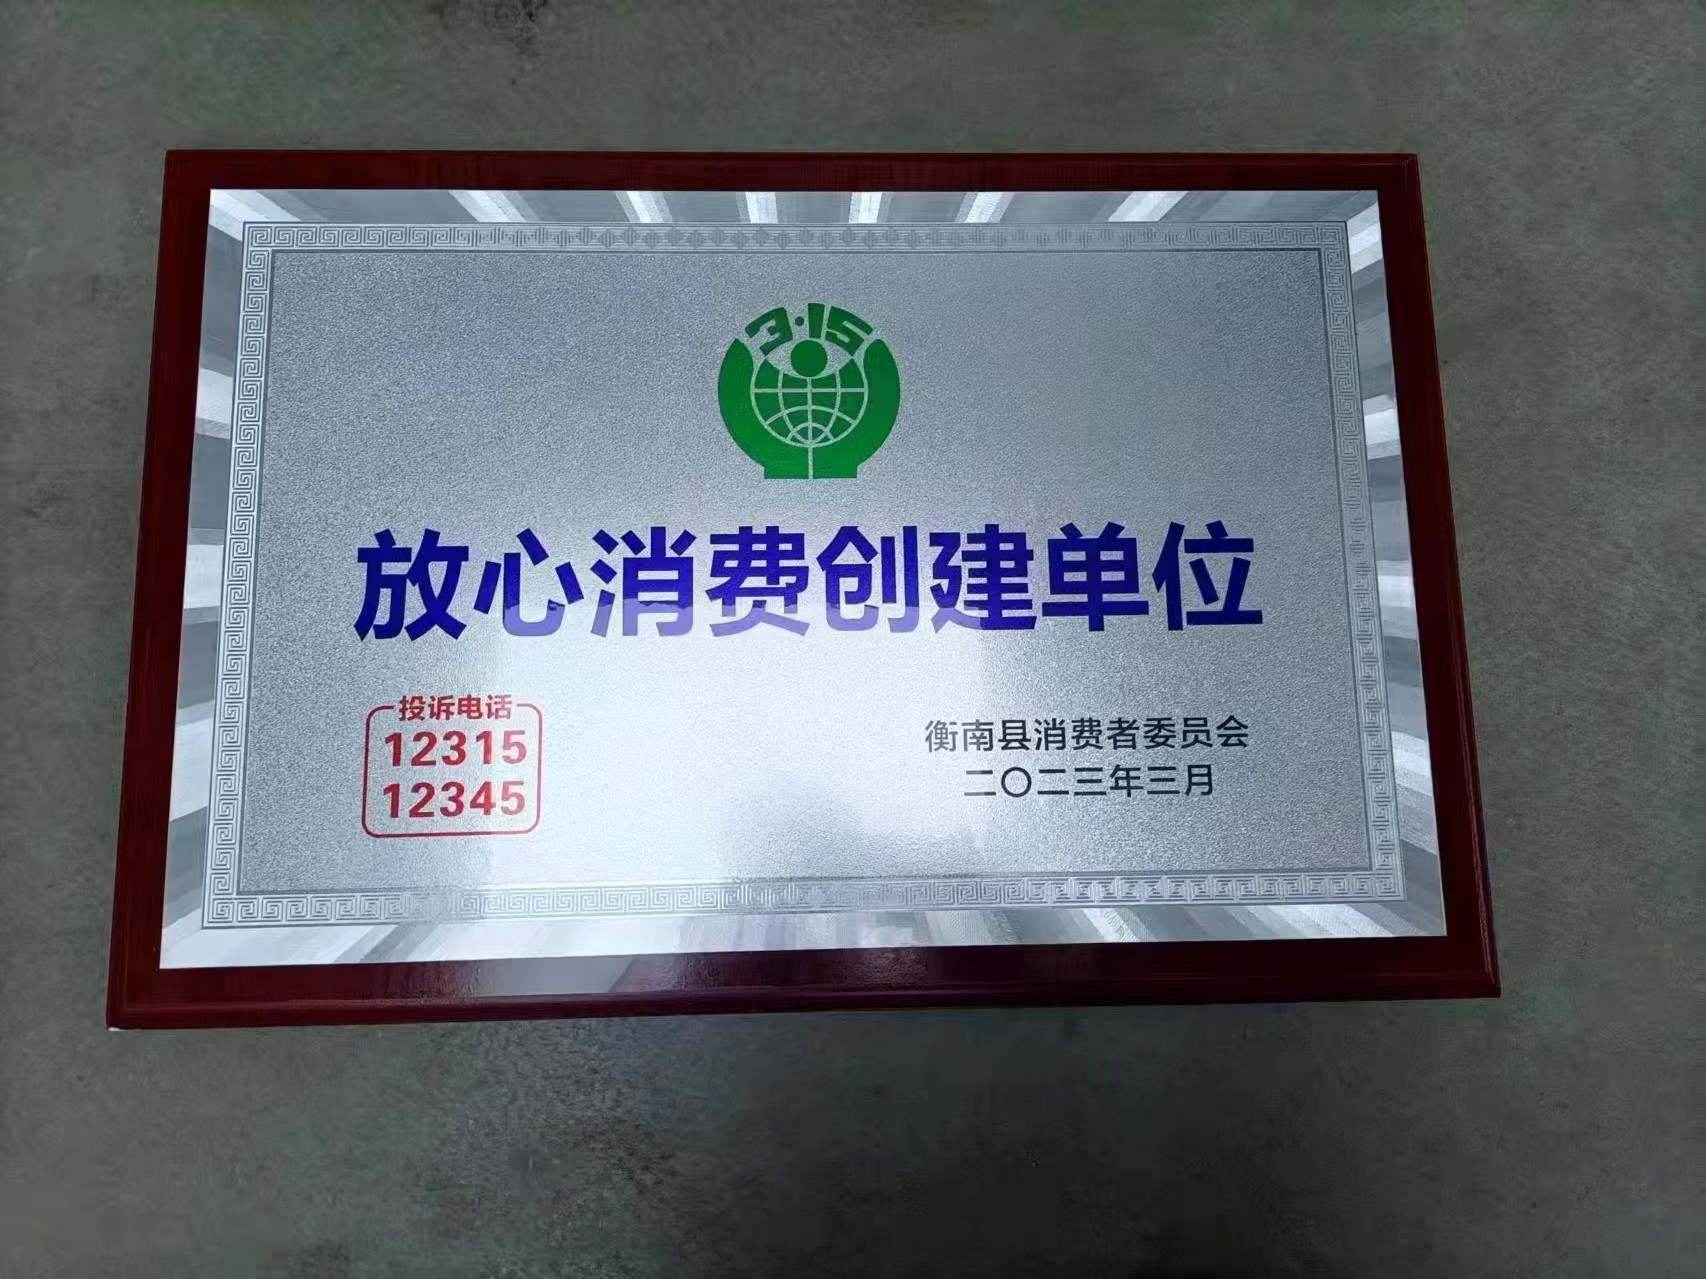 3·15
放心消费创建单位
投诉电话
12315
12345
衡南县消费者委员会
二〇二三年三月